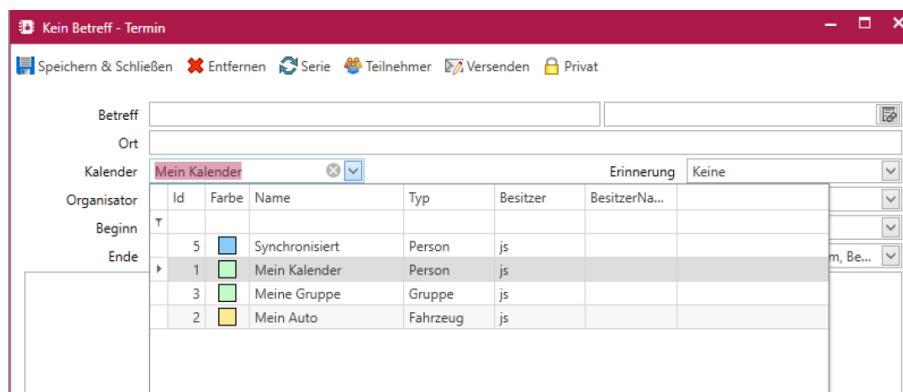 Kein Betreff - Termin
Speichern & Schließen Entfernen Serie Teilnehmer Versenden Privat
Betreff
Ort
Kalender Mein Kalender Erinnerung Keine
Organisator Id Farbe Name Typ Besitzer BesitzerNa...
Beginn
Ende 5 Synchronisiert Person js m, Be...
1 Mein Kalender Person js
3 Meine Gruppe Gruppe js
2 Mein Auto Fahrzeug js